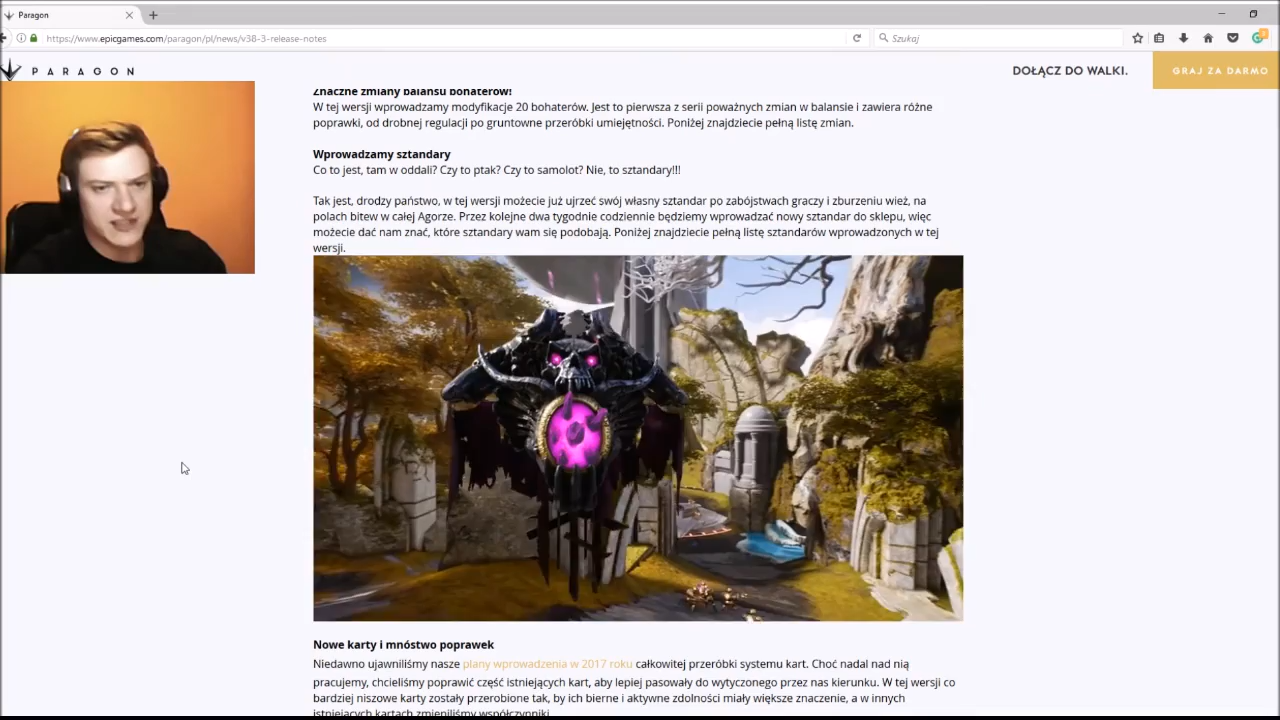 Paragon
https://www.epicgames.com/paragon/pl/news/v38-3-release-notes
Szukaj
PARAGON
DOŁĄCZ DO WALKI.
GRAJ ZA DARMO
Znaczne zmiany balansu bohaterów!
W tej wersji wprowadzamy modyfikacje 20 bohaterów. Jest to pierwsza z serii poważnych zmian w balansie i zawiera różne
poprawki, od drobnej regulacji po gruntowne przeróbki umiejętności. Poniżej znajdziecie pełną listę zmian.
Wprowadzamy sztandary
Co to jest, tam w oddali? Czy to ptak? Czy to samolot? Nie, to sztandary!!!
Tak jest, drodzy państwo, w tej wersji możecie już ujrzeć swój własny sztandar po zabójstwach graczy i zburzeniu wież, na
polach bitew w całej Agorze. Przez kolejne dwa tygodnie codziennie będziemy wprowadzać nowy sztandar do sklepu, więc
możecie dać nam znać, które sztandary wam się podobają. Poniżej znajdziecie pełną listę sztandarów wprowadzonych w tej
wersji.
Nowe karty i mnóstwo poprawek
Niedawno ujawniliśmy nasze plany wprowadzenia w 2017 roku całkowitej przeróbki systemu kart. Choć nadal nad nią
pracujemy, chcieliśmy poprawić część istniejących kart, aby lepiej pasowały do wytyczonego przez nas kierunku. W tej wersji co
bardziej niszowe karty zostały przerobione tak, by ich bierne i aktywne zdolności miały większe znaczenie, a w innych
istniejących kartach zmieniliśmy współczynniki.